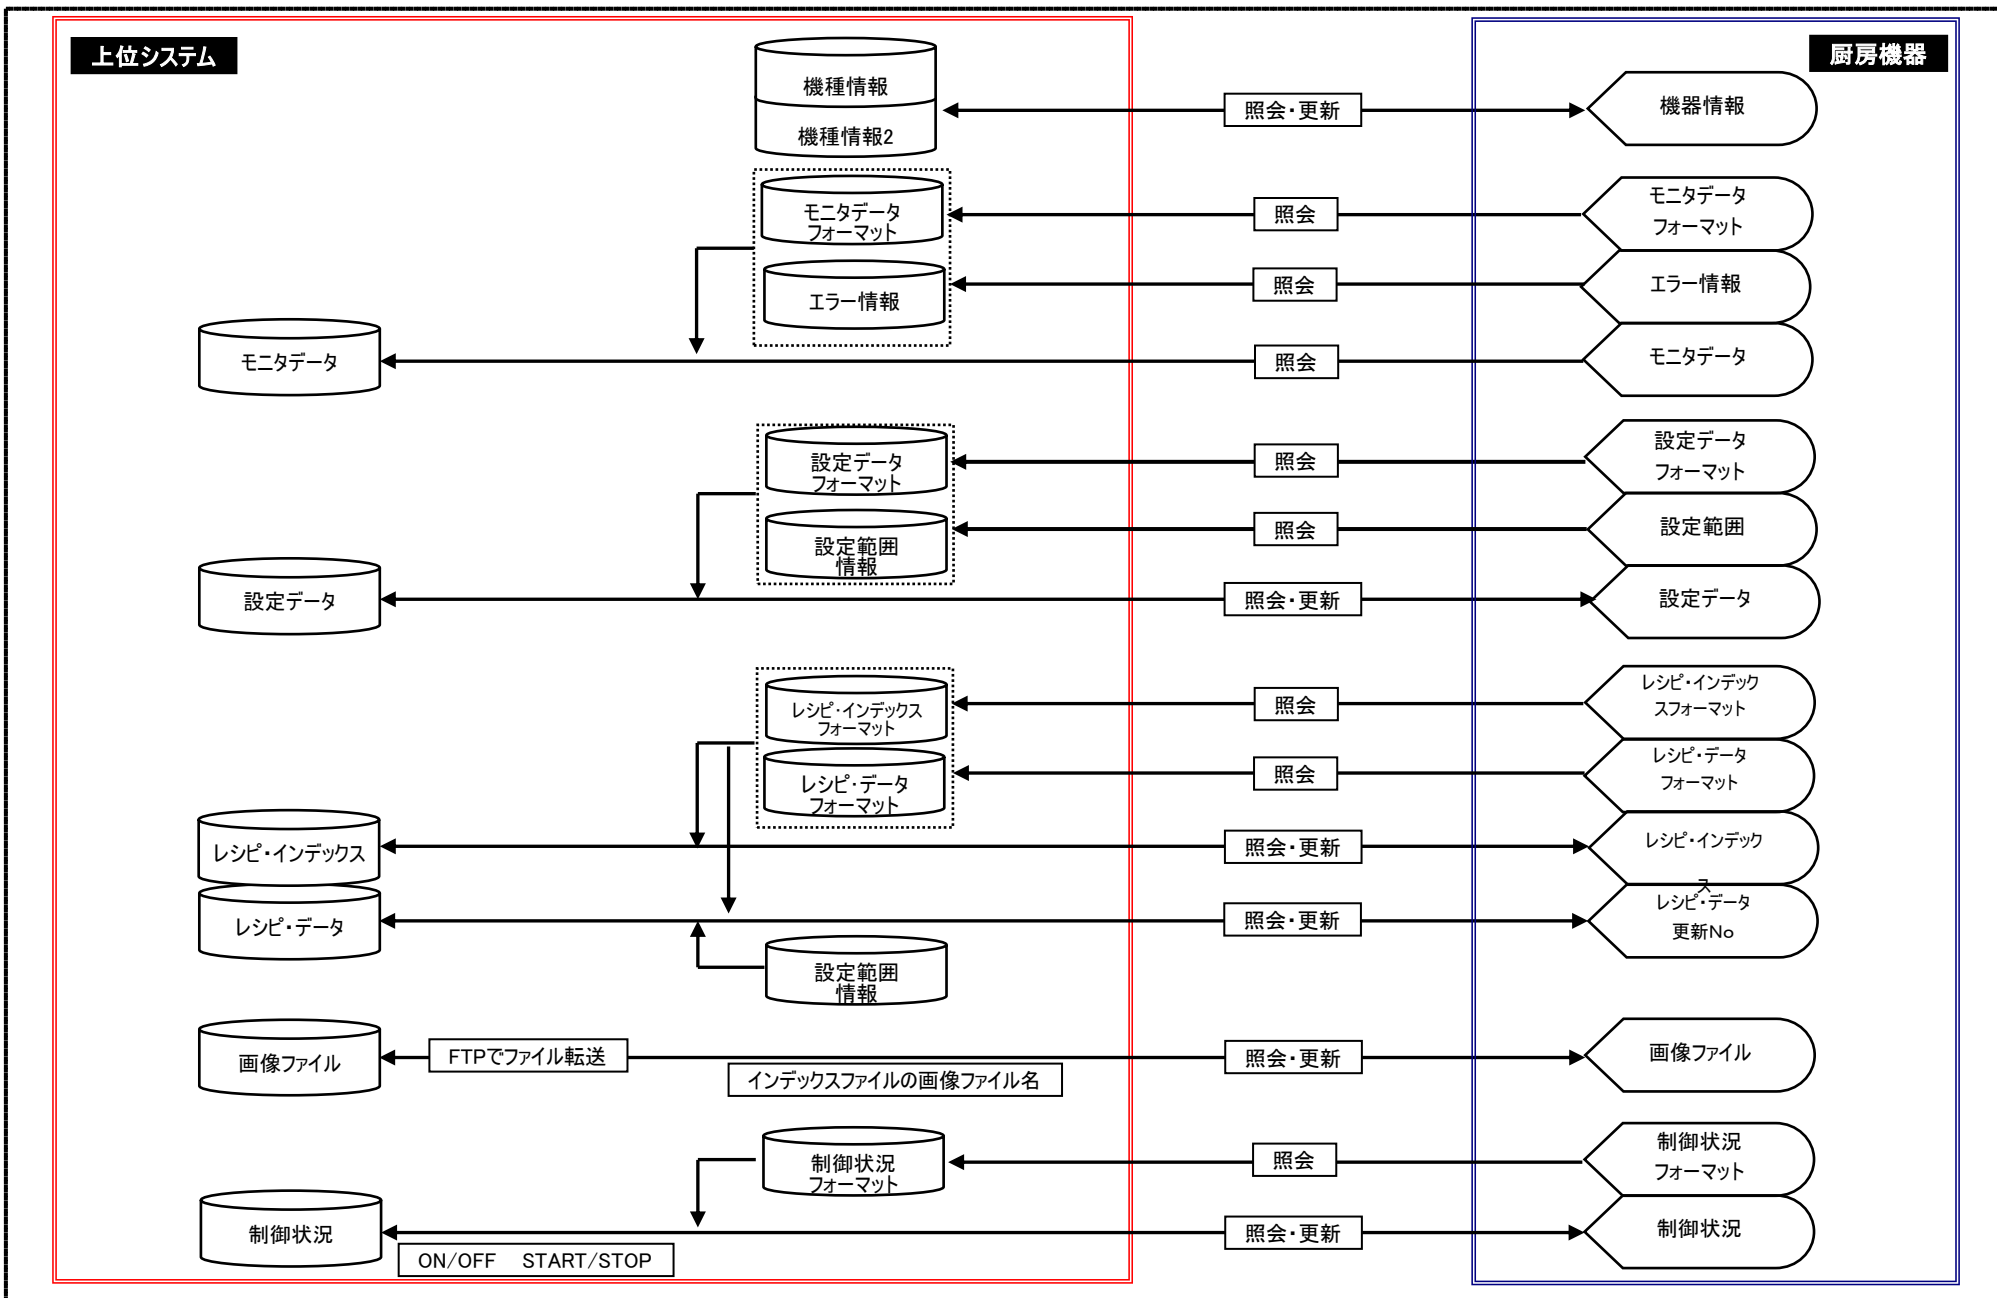 上位システム
厨房機器
機種情報
機種情報2
照会・更新
機器情報
モニタデータ
フォーマット
照会
モニタデータ
フォーマット
エラー情報
照会
エラー情報
モニタデータ
照会
モニタデータ
設定データ
フォーマット
照会
設定データ
フォーマット
設定範囲
情報
照会
設定範囲
設定データ
照会・更新
設定データ
レシピ・インデックス
フォーマット
照会
レシピ・インデック
スフォーマット
レシピ・データ
フォーマット
照会
レシピ・データ
フォーマット
レシピ・インデックス
照会・更新
レシピ・インデック
ス
レシピ・データ
照会・更新
レシピ・データ
更新No
設定範囲
情報
画像ファイル
FTPでファイル転送
インデックスファイルの画像ファイル名
照会・更新
画像ファイル
制御状況
フォーマット
照会
制御状況
フォーマット
制御状況
ON/OFF START/STOP
照会・更新
制御状況